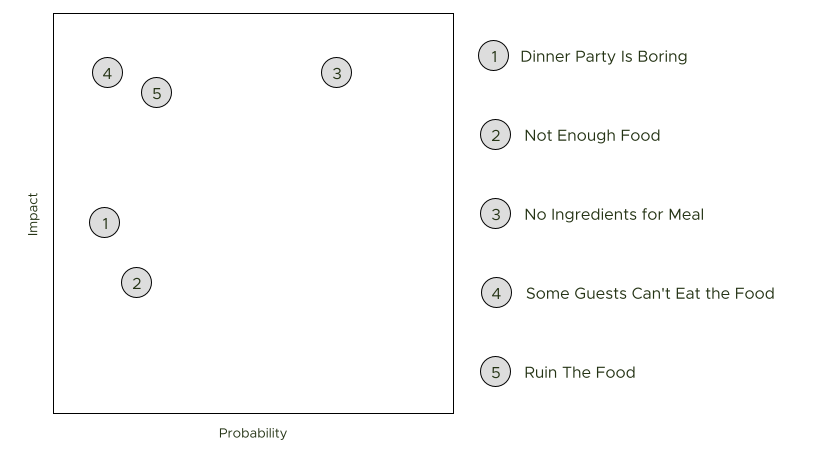 4
5
3
1
2
Impact
Probability
1 Dinner Party Is Boring
2 Not Enough Food
3 No Ingredients for Meal
4 Some Guests Can't Eat the Food
5 Ruin The Food